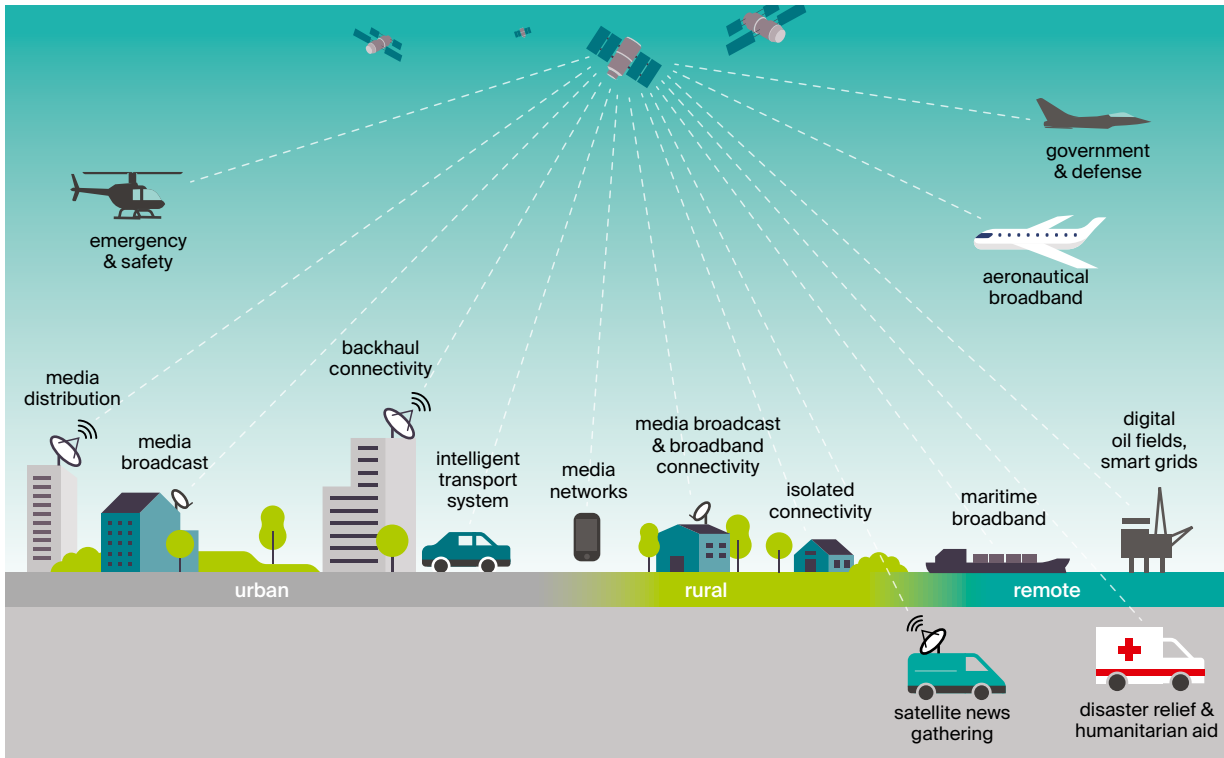 government
& defense
emergency
& safety
aeronautical
broadband
backhaul
connectivity
media
distribution
media
broadcast
intelligent
transport
system
media
networks
media broadcast
& broadband
connectivity
isolated
connectivity
maritime
broadband
digital
oil fields,
smart grids
urban
rural
remote
satellite news
gathering
disaster relief &
humanitarian aid